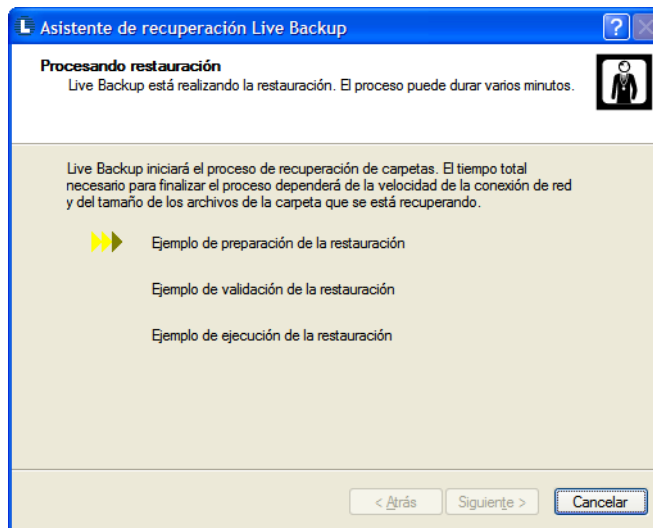 L Asistente de recuperación Live Backup ?
Procesando restauración
Live Backup está realizando la restauración. El proceso puede durar varios minutos.
Live Backup iniciará el proceso de recuperación de carpetas. El tiempo total
necesario para finalizar el proceso dependerá de la velocidad de la conexión de red
y del tamaño de los archivos de la carpeta que se está recuperando.
Ejemplo de preparación de la restauración
Ejemplo de validación de la restauración
Ejemplo de ejecución de la restauración
< Atrás Siguiente > Cancelar